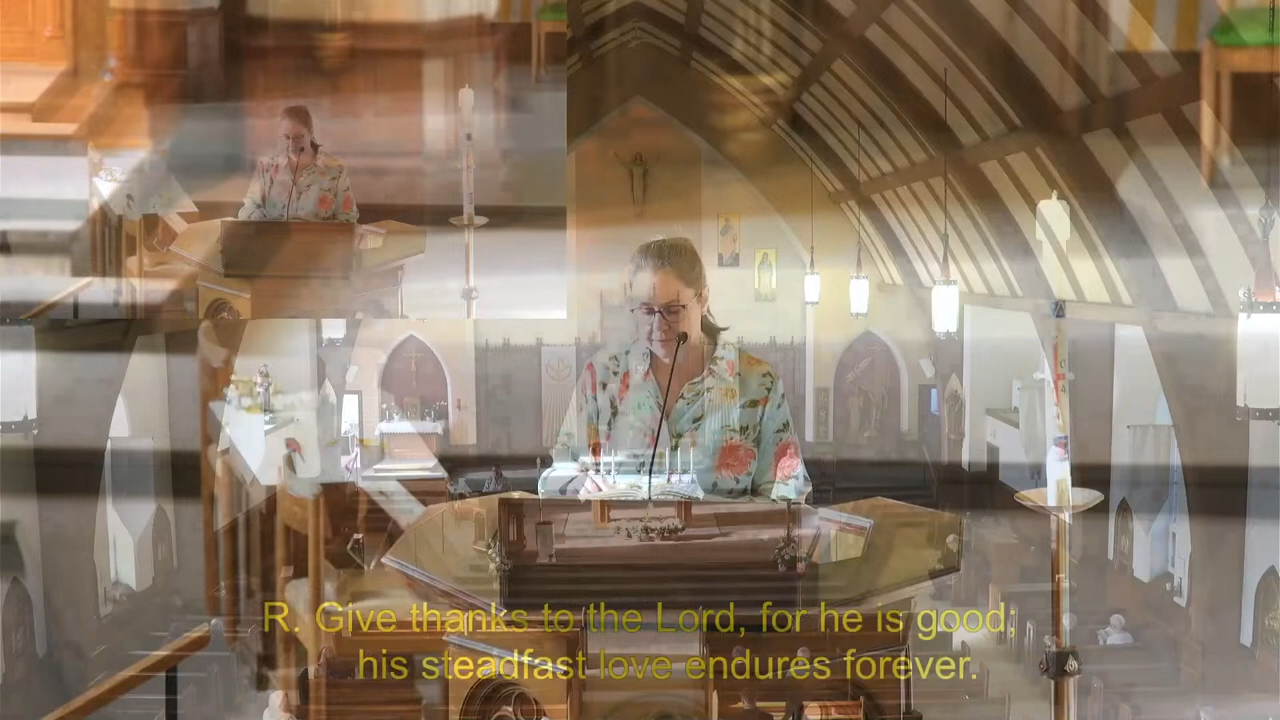 R. Give thanks to the Lord, for he is good;
his steadfast love endures forever.